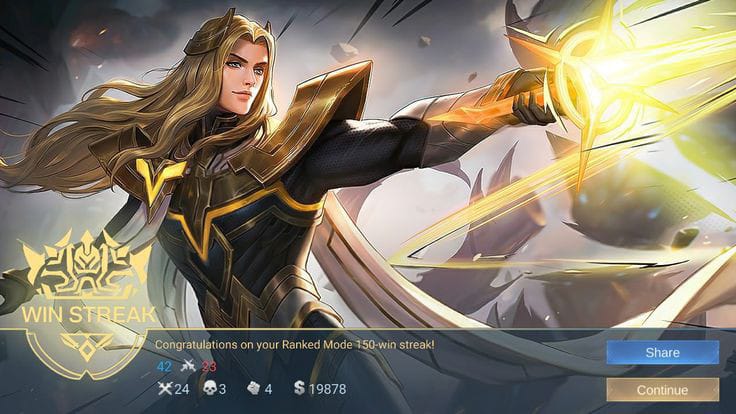 WIN STREAK
Congratulations on your Ranked Mode 150-win streak!
42 23
24 3 4 19878
Share
Continue